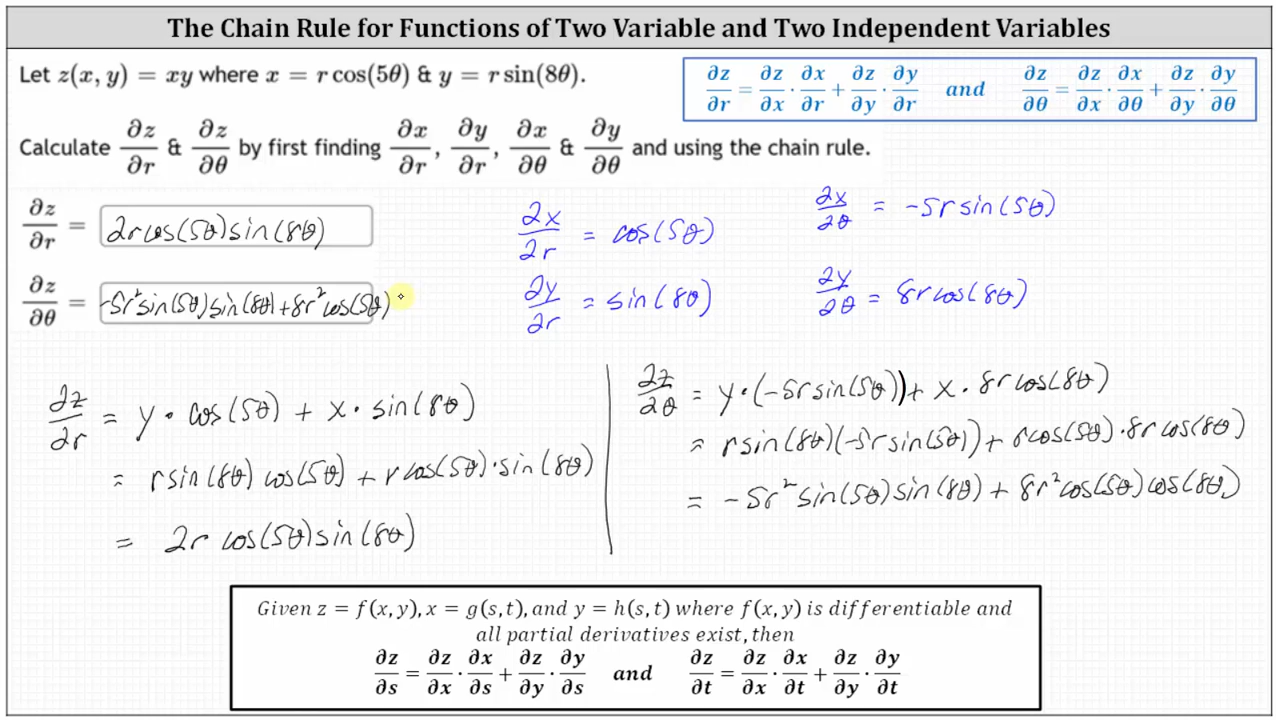 The Chain Rule for Functions of Two Variable and Two Independent Variables
Let z(x, y) = xy where x = r cos(5θ) & y = r sin(8θ).
∂z/∂r = ∂z/∂x · ∂x/∂r + ∂z/∂y · ∂y/∂r and ∂z/∂θ = ∂z/∂x · ∂x/∂θ + ∂z/∂y · ∂y/∂θ
Calculate ∂z/∂r & ∂z/∂θ by first finding ∂x/∂r, ∂y/∂r, ∂x/∂θ & ∂y/∂θ and using the chain rule.
∂z/∂r = 2r cos(5θ) sin(8θ)
∂z/∂θ = -5r² sin(5θ) sin(8θ) + 8r² cos(5θ)
∂x/∂r = cos(5θ)
∂y/∂r = sin(8θ)
∂x/∂θ = -5r sin(5θ)
∂y/∂θ = 8r cos(8θ)
∂z/∂r = y · cos(5θ) + x · sin(8θ)
= r sin(8θ) cos(5θ) + r cos(5θ) · sin(8θ)
= 2r cos(5θ) sin(8θ)
∂z/∂θ = y · (-5r sin(5θ)) + x · 8r cos(8θ)
= r sin(8θ)(-5r sin(5θ)) + r cos(5θ) · 8r cos(8θ)
= -5r² sin(5θ) sin(8θ) + 8r² cos(5θ) cos(8θ)
Given z = f(x, y), x = g(s, t), and y = h(s, t) where f(x, y) is differentiable and
all partial derivatives exist, then
∂z/∂s = ∂z/∂x · ∂x/∂s + ∂z/∂y · ∂y/∂s and ∂z/∂t = ∂z/∂x · ∂x/∂t + ∂z/∂y · ∂y/∂t